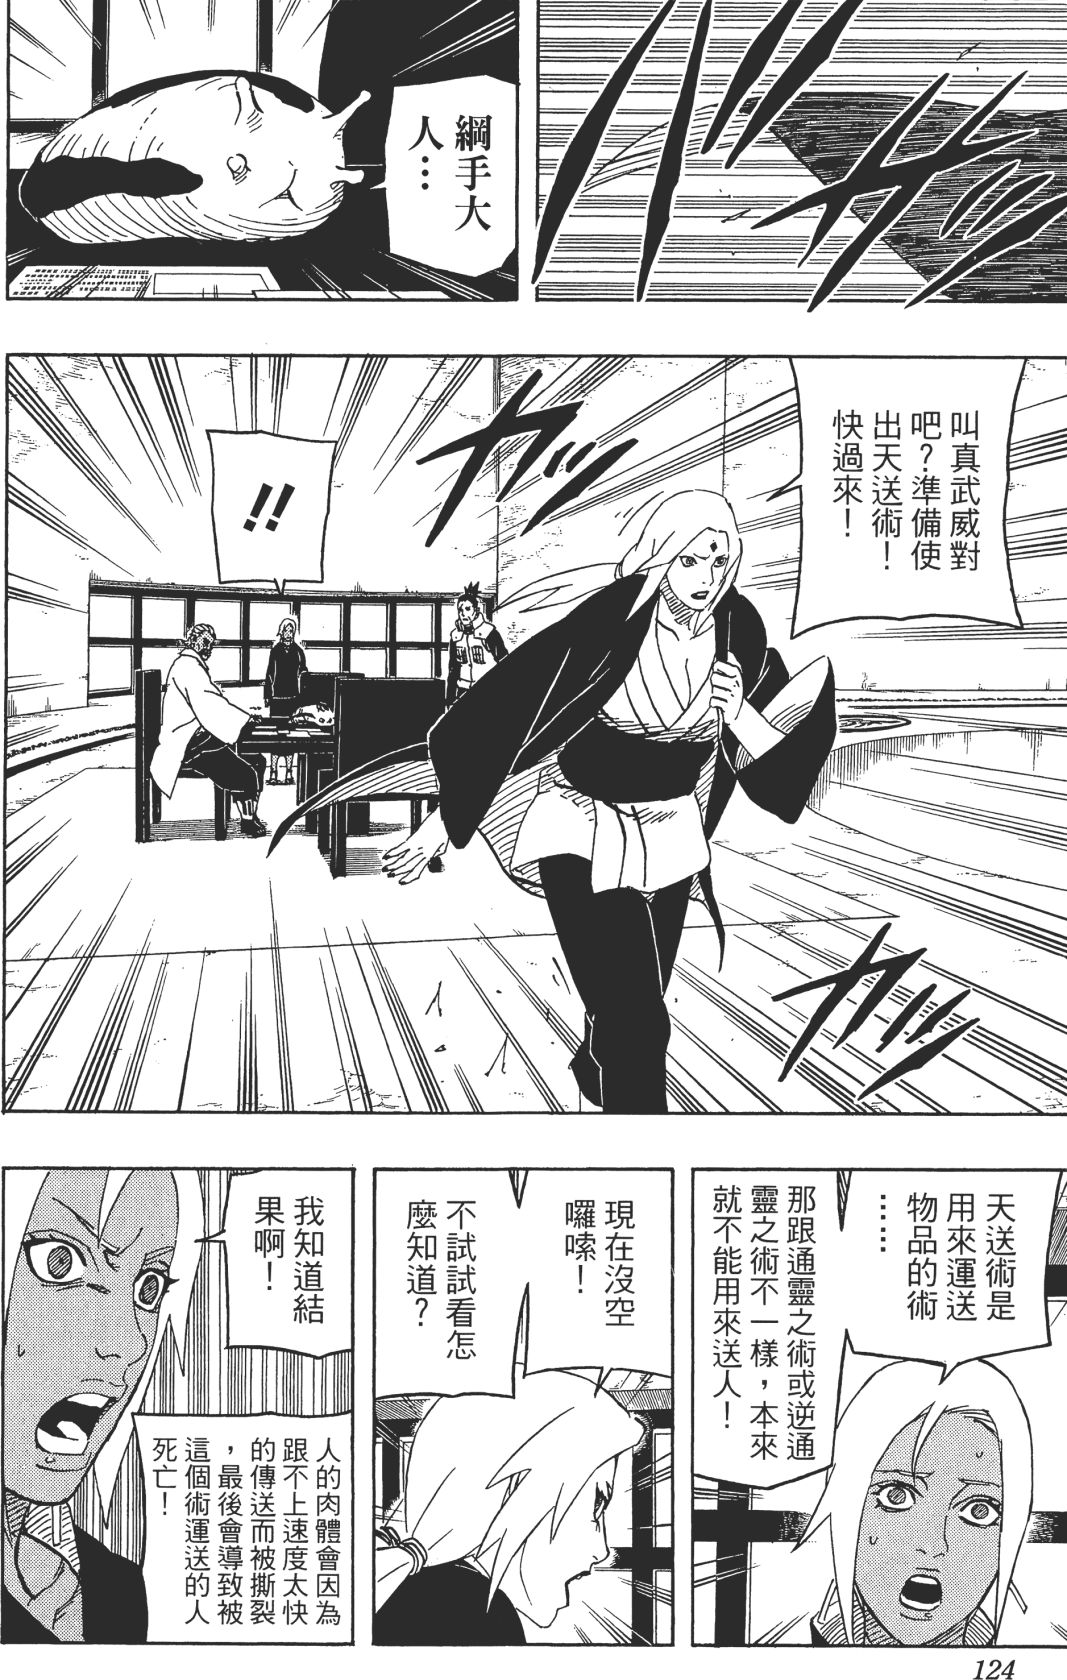 綱手大
人…
叫真武威對
吧？準備使
出天送術！
快過來！
!!
天送術是
用來運送
物品的術
……
那跟通靈之術或逆通
靈之術不一樣，本來
就不能用來送人！
現在沒空
囉嗦！
不試試看怎
麼知道？
我知道結
果啊！
人的肉體會因為
跟不上速度太快
的傳送而被撕裂
，最後會導致被
這個術運送的人
死亡！
124